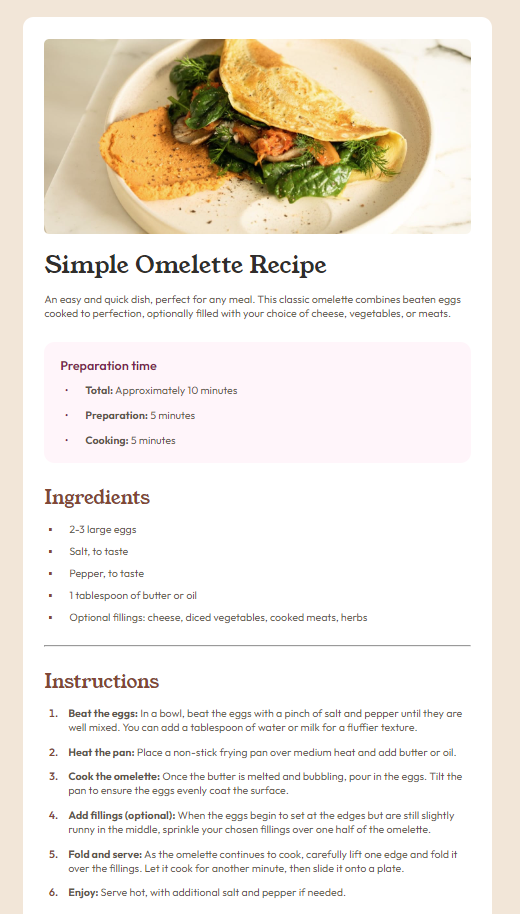 Simple Omelette Recipe
An easy and quick dish, perfect for any meal. This classic omelette combines beaten eggs
cooked to perfection, optionally filled with your choice of cheese, vegetables, or meats.
Preparation time
• Total: Approximately 10 minutes
• Preparation: 5 minutes
• Cooking: 5 minutes
Ingredients
▪ 2-3 large eggs
▪ Salt, to taste
▪ Pepper, to taste
▪ 1 tablespoon of butter or oil
▪ Optional fillings: cheese, diced vegetables, cooked meats, herbs
Instructions
1. Beat the eggs: In a bowl, beat the eggs with a pinch of salt and pepper until they are
well mixed. You can add a tablespoon of water or milk for a fluffier texture.
2. Heat the pan: Place a non-stick frying pan over medium heat and add butter or oil.
3. Cook the omelette: Once the butter is melted and bubbling, pour in the eggs. Tilt the
pan to ensure the eggs evenly coat the surface.
4. Add fillings (optional): When the eggs begin to set at the edges but are still slightly
runny in the middle, sprinkle your chosen fillings over one half of the omelette.
5. Fold and serve: As the omelette continues to cook, carefully lift one edge and fold it
over the fillings. Let it cook for another minute, then slide it onto a plate.
6. Enjoy: Serve hot, with additional salt and pepper if needed.